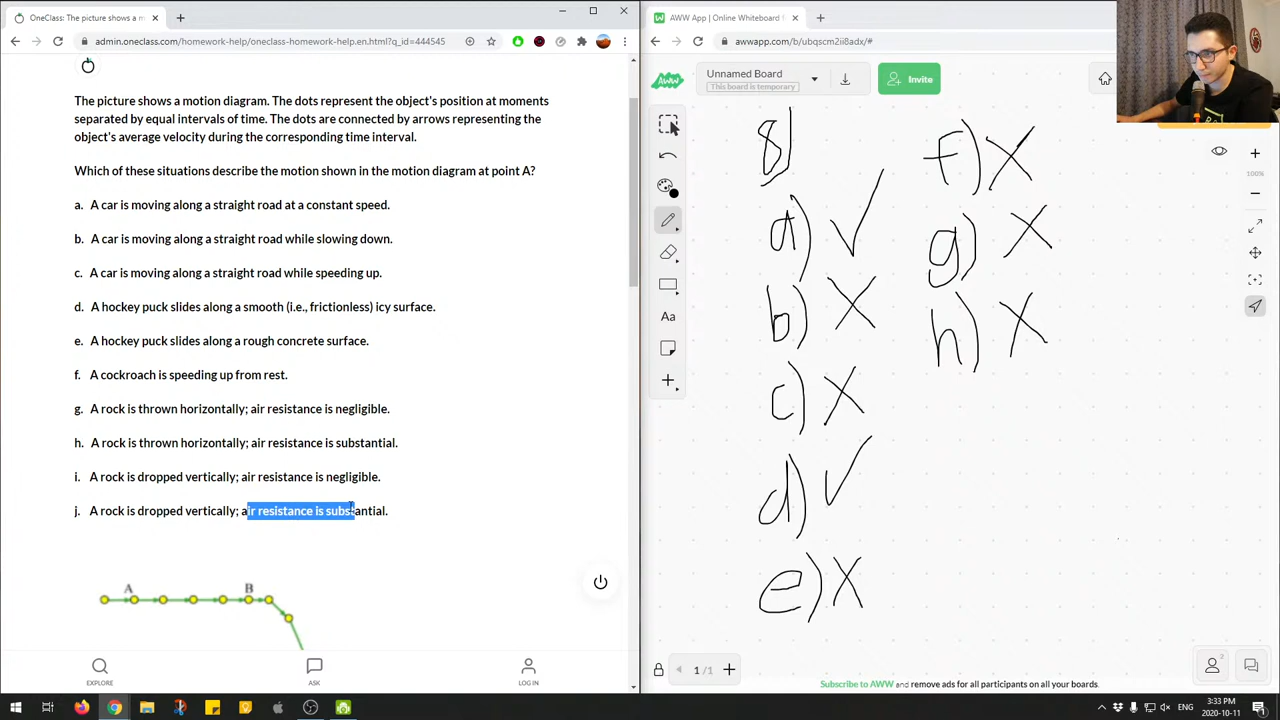 OneClass: The picture shows a m
AWW App | Online Whiteboard f
admin.oneclass.com/homework-help/oneclass-homework-help.en.html?q_id=444545
awwapp.com/b/ubqscm2ii8adx/#
The picture shows a motion diagram. The dots represent the object's position at moments
separated by equal intervals of time. The dots are connected by arrows representing the
object's average velocity during the corresponding time interval.
Which of these situations describe the motion shown in the motion diagram at point A?
a. A car is moving along a straight road at a constant speed.
b. A car is moving along a straight road while slowing down.
c. A car is moving along a straight road while speeding up.
d. A hockey puck slides along a smooth (i.e., frictionless) icy surface.
e. A hockey puck slides along a rough concrete surface.
f. A cockroach is speeding up from rest.
g. A rock is thrown horizontally; air resistance is negligible.
h. A rock is thrown horizontally; air resistance is substantial.
i. A rock is dropped vertically; air resistance is negligible.
j. A rock is dropped vertically; air resistance is substantial.
A B
EXPLORE
ASK
LOG IN
Unnamed Board
This board is temporary
Invite
100%
Aa
8)
a) ✓
b) X
c) X
d) ✓
e) X
f) X
g) X
h) X
1 /1
2
Subscribe to AWW and remove ads for all participants on all your boards.
ENG
3:33 PM
2020-10-11
1